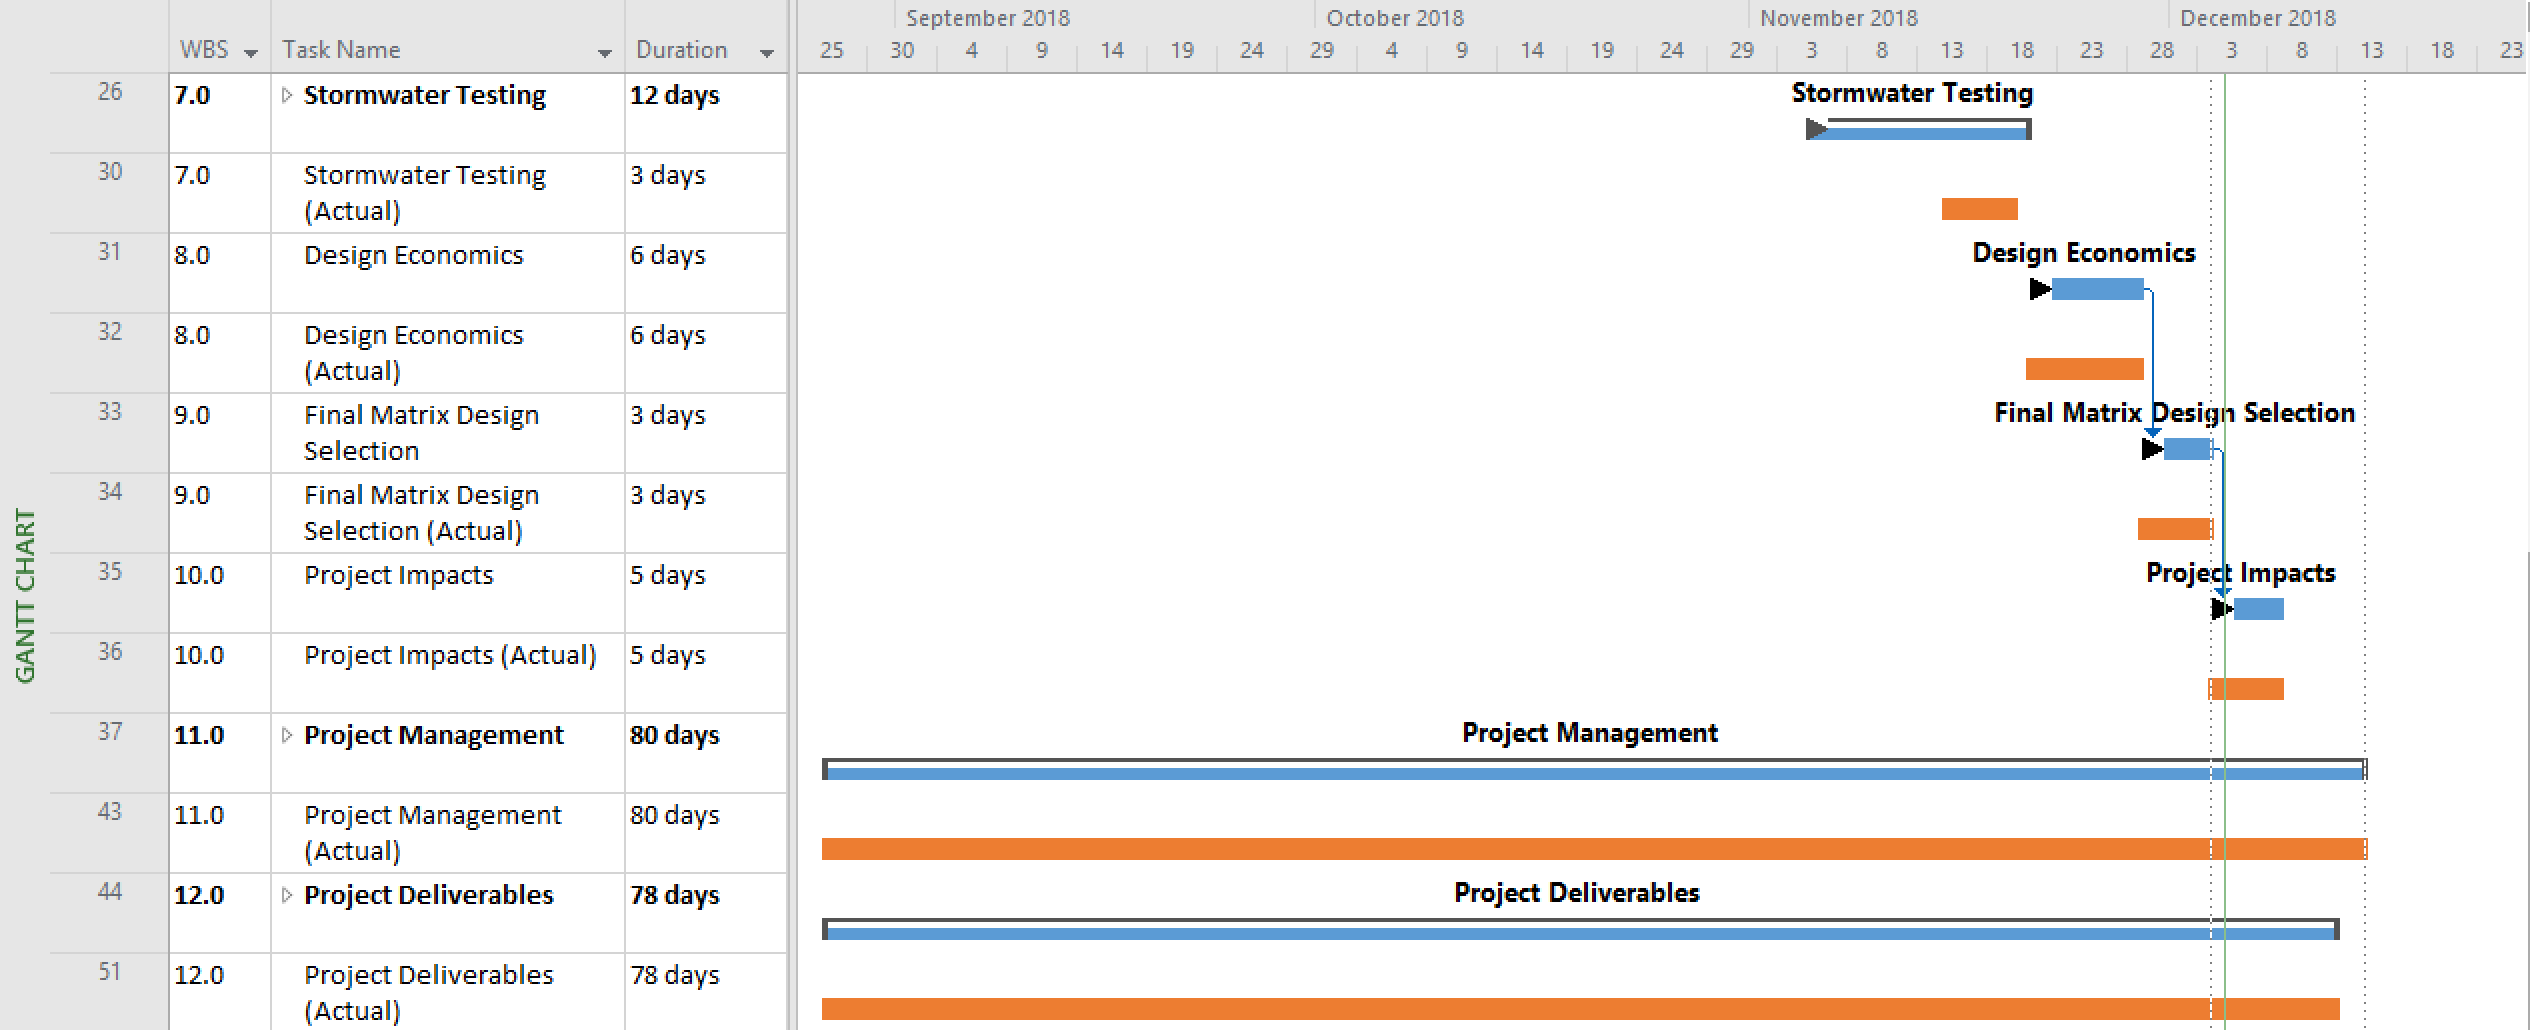 September 2018 October 2018 November 2018 December 2018
WBS Task Name Duration 25 30 4 9 14 19 24 29 4 9 14 19 24 29 3 8 13 18 23 28 3 8 13 18 23
26 7.0 Stormwater Testing 12 days Stormwater Testing
30 7.0 Stormwater Testing 3 days
(Actual)
31 8.0 Design Economics 6 days Design Economics
32 8.0 Design Economics 6 days
(Actual)
33 9.0 Final Matrix Design 3 days Final Matrix Design Selection
Selection
34 9.0 Final Matrix Design 3 days
Selection (Actual)
35 10.0 Project Impacts 5 days Project Impacts
36 10.0 Project Impacts (Actual) 5 days
37 11.0 Project Management 80 days Project Management
43 11.0 Project Management 80 days
(Actual)
44 12.0 Project Deliverables 78 days Project Deliverables
51 12.0 Project Deliverables 78 days
(Actual)
GANTT CHART